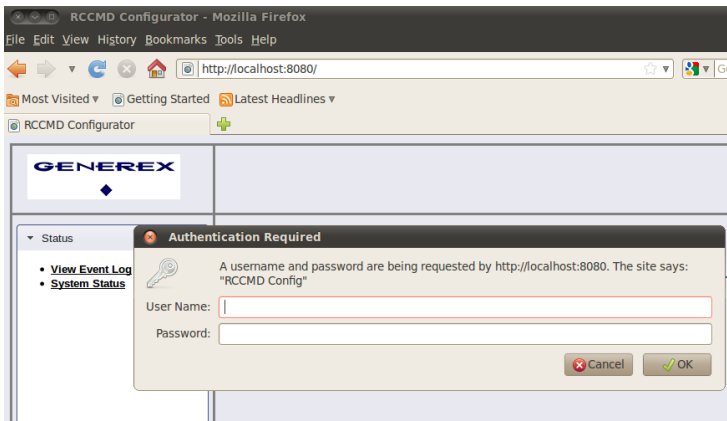 RCCMD Configurator - Mozilla Firefox
File Edit View History Bookmarks Tools Help
http://localhost:8080/
Most Visited Getting Started Latest Headlines
RCCMD Configurator
GENEREX
Status
Authentication Required
View Event Log
System Status
A username and password are being requested by http://localhost:8080. The site says:
"RCCMD Config"
User Name:
Password:
Cancel OK